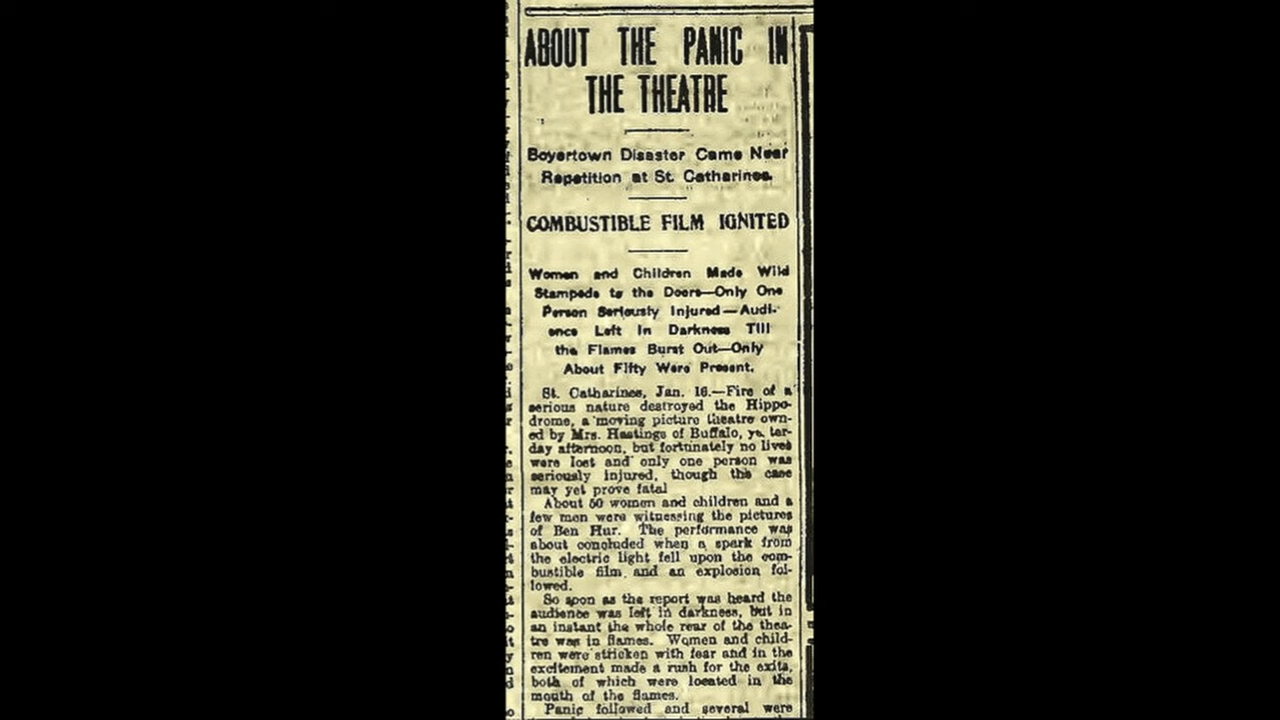 ABOUT THE PANIC IN
THE THEATRE
Boyertown Disaster Came Near
Repetition at St. Catharines.
COMBUSTIBLE FILM IGNITED
Women and Children Made Wild
Stampede to the Doors—Only One
Person Seriously Injured—Audi-
ence Left In Darkness Till
the Flames Burst Out—Only
About Fifty Were Present.
St. Catharines, Jan. 16.—Fire of a
serious nature destroyed the Hippo-
drome, a moving picture theatre own-
ed by Mrs. Hastings of Buffalo, yes ter-
day afternoon, but fortunately no lives
were lost and only one person was
seriously injured, though the case
may yet prove fatal
About 50 women and children and a
few men were witnessing the pictures
of Ben Hur. The performance was
about concluded when a spark from
the electric light fell upon the com-
bustible film and an explosion fol-
lowed.
So soon as the report was heard the
audience was left in darkness, but in
an instant the whole rear of the thea-
tre was in flames. Women and child-
ren were stricken with fear and in the
excitement made a rush for the exits,
both of which were located in the
mouth of the flames.
Panic followed and several were